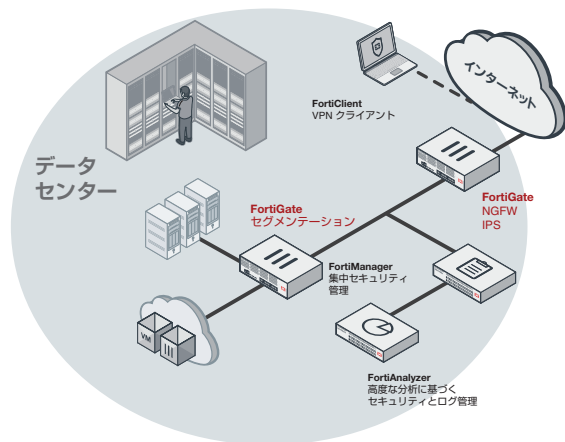 インターネット
FortiClient
VPN クライアント
データ
センター
FortiGate
NGFW
IPS
FortiGate
セグメンテーション
FortiManager
集中セキュリティ
管理
VM
FortiAnalyzer
高度な分析に基づく
セキュリティとログ管理